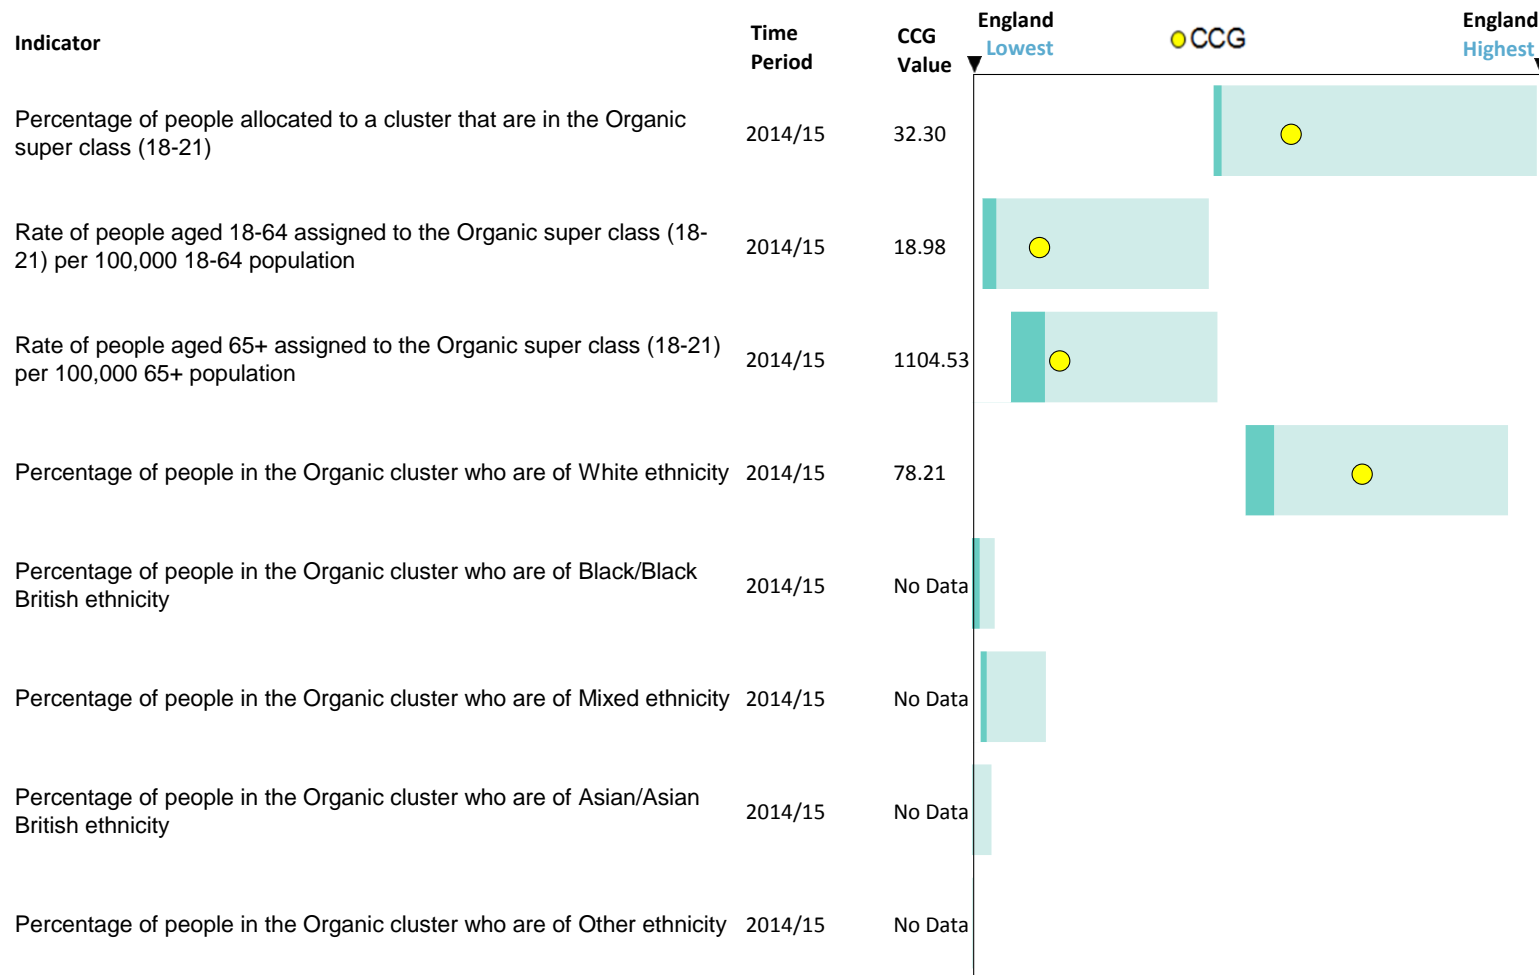 Indicator
Time Period
CCG Value
England Lowest
CCG
England Highest
Percentage of people allocated to a cluster that are in the Organic
super class (18-21)
2014/15
32.30
Rate of people aged 18-64 assigned to the Organic super class (18-
21) per 100,000 18-64 population
2014/15
18.98
Rate of people aged 65+ assigned to the Organic super class (18-21)
per 100,000 65+ population
2014/15
1104.53
Percentage of people in the Organic cluster who are of White ethnicity
2014/15
78.21
Percentage of people in the Organic cluster who are of Black/Black
British ethnicity
2014/15
No Data
Percentage of people in the Organic cluster who are of Mixed ethnicity
2014/15
No Data
Percentage of people in the Organic cluster who are of Asian/Asian
British ethnicity
2014/15
No Data
Percentage of people in the Organic cluster who are of Other ethnicity
2014/15
No Data